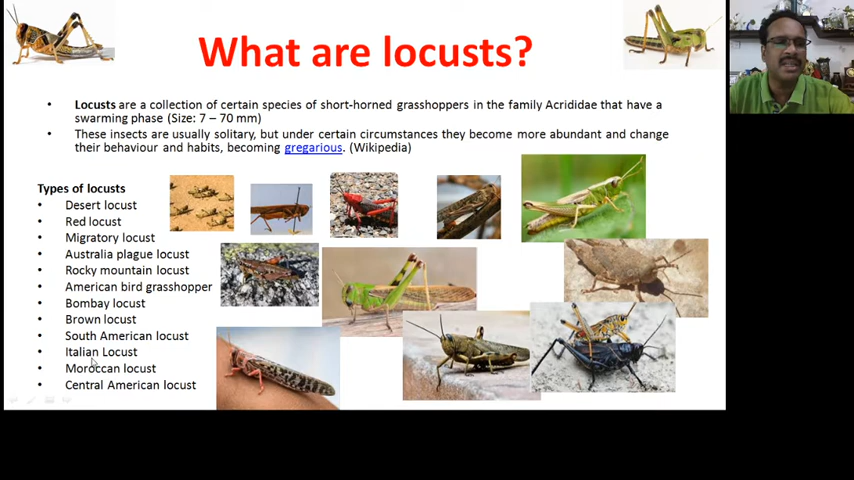 What are locusts?
• Locusts are a collection of certain species of short-horned grasshoppers in the family Acrididae that have a
swarming phase (Size: 7 – 70 mm)
• These insects are usually solitary, but under certain circumstances they become more abundant and change
their behaviour and habits, becoming gregarious. (Wikipedia)
Types of locusts
• Desert locust
• Red locust
• Migratory locust
• Australia plague locust
• Rocky mountain locust
• American bird grasshopper
• Bombay locust
• Brown locust
• South American locust
• Italian Locust
• Moroccan locust
• Central American locust